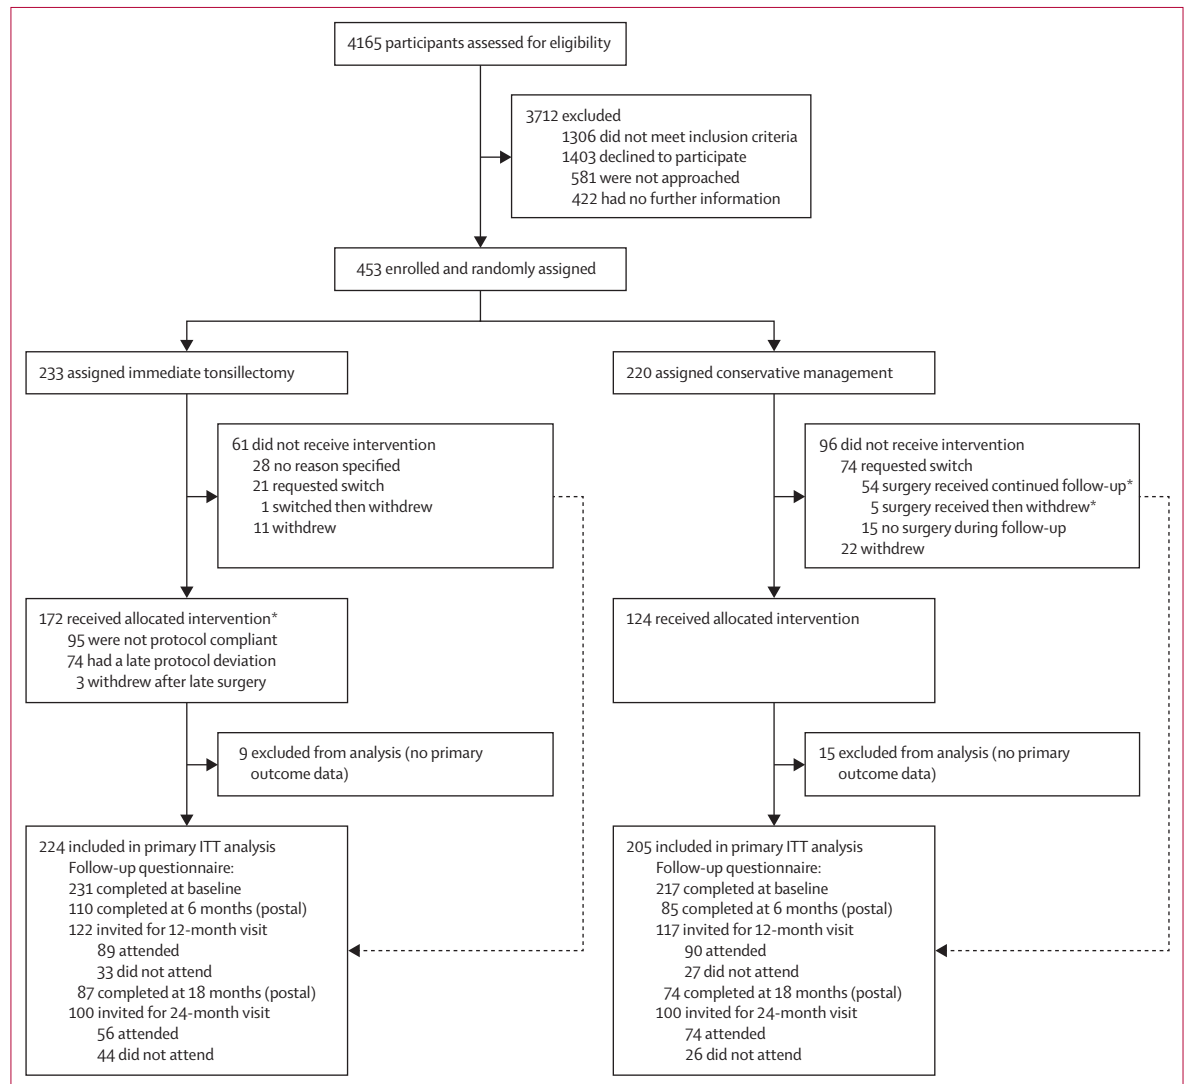 4165 participants assessed for eligibility
3712 excluded
1306 did not meet inclusion criteria
1403 declined to participate
581 were not approached
422 had no further information
453 enrolled and randomly assigned
233 assigned immediate tonsillectomy
220 assigned conservative management
61 did not receive intervention
28 no reason specified
21 requested switch
1 switched then withdrew
11 withdrew
96 did not receive intervention
74 requested switch
54 surgery received continued follow-up*
5 surgery received then withdrew*
15 no surgery during follow-up
22 withdrew
172 received allocated intervention*
95 were not protocol compliant
74 had a late protocol deviation
3 withdrew after late surgery
124 received allocated intervention
9 excluded from analysis (no primary
outcome data)
15 excluded from analysis (no primary
outcome data)
224 included in primary ITT analysis
Follow-up questionnaire:
231 completed at baseline
110 completed at 6 months (postal)
122 invited for 12-month visit
89 attended
33 did not attend
87 completed at 18 months (postal)
100 invited for 24-month visit
56 attended
44 did not attend
205 included in primary ITT analysis
Follow-up questionnaire:
217 completed at baseline
85 completed at 6 months (postal)
117 invited for 12-month visit
90 attended
27 did not attend
74 completed at 18 months (postal)
100 invited for 24-month visit
74 attended
26 did not attend